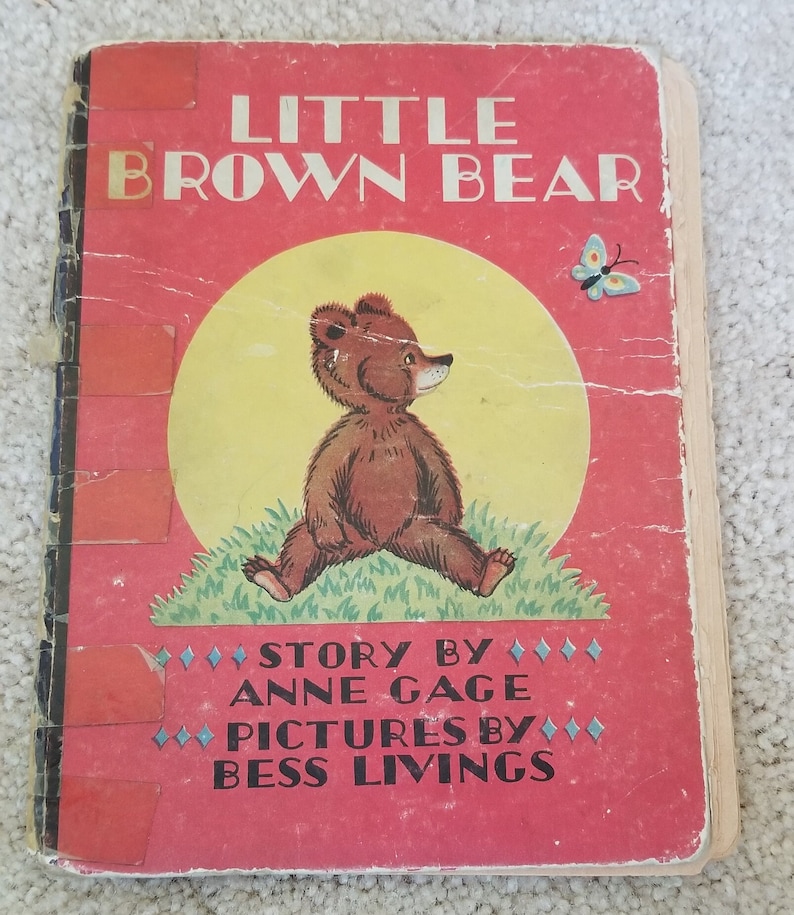 LITTLE
BROWN BEAR
STORY BY
ANNE GAGE
PICTURES BY
BESS LIVINGS